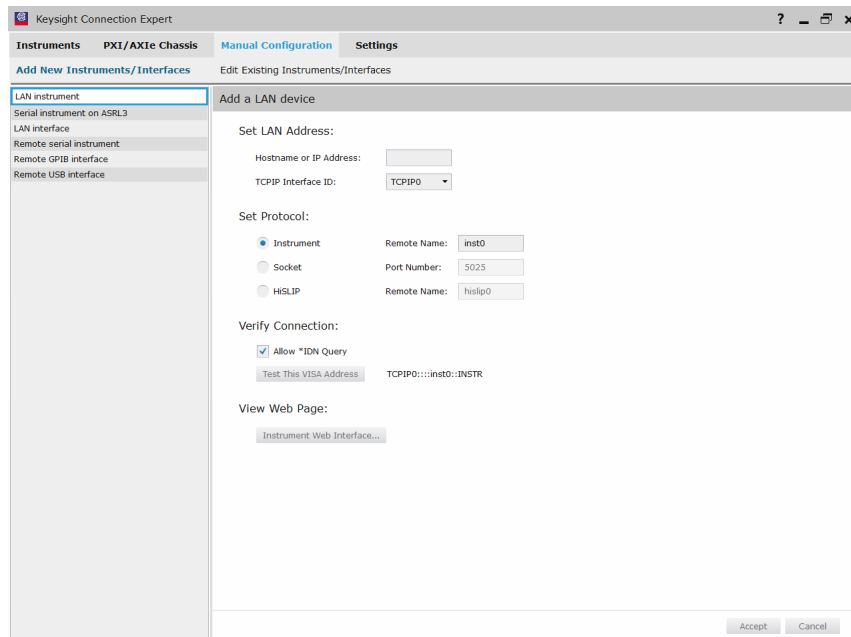 Keysight Connection Expert
Instruments PXI/AXIe Chassis Manual Configuration Settings
Add New Instruments/Interfaces Edit Existing Instruments/Interfaces
LAN instrument
Serial instrument on ASRL3
LAN interface
Remote serial instrument
Remote GPIB interface
Remote USB interface
Add a LAN device
Set LAN Address:
Hostname or IP Address:
TCPIP Interface ID: TCPIP0
Set Protocol:
Instrument Remote Name: inst0
Socket Port Number: 5025
HiSLIP Remote Name: hislip0
Verify Connection:
Allow *IDN Query
Test This VISA Address TCPIP0::::inst0::INSTR
View Web Page:
Instrument Web Interface...
Accept Cancel